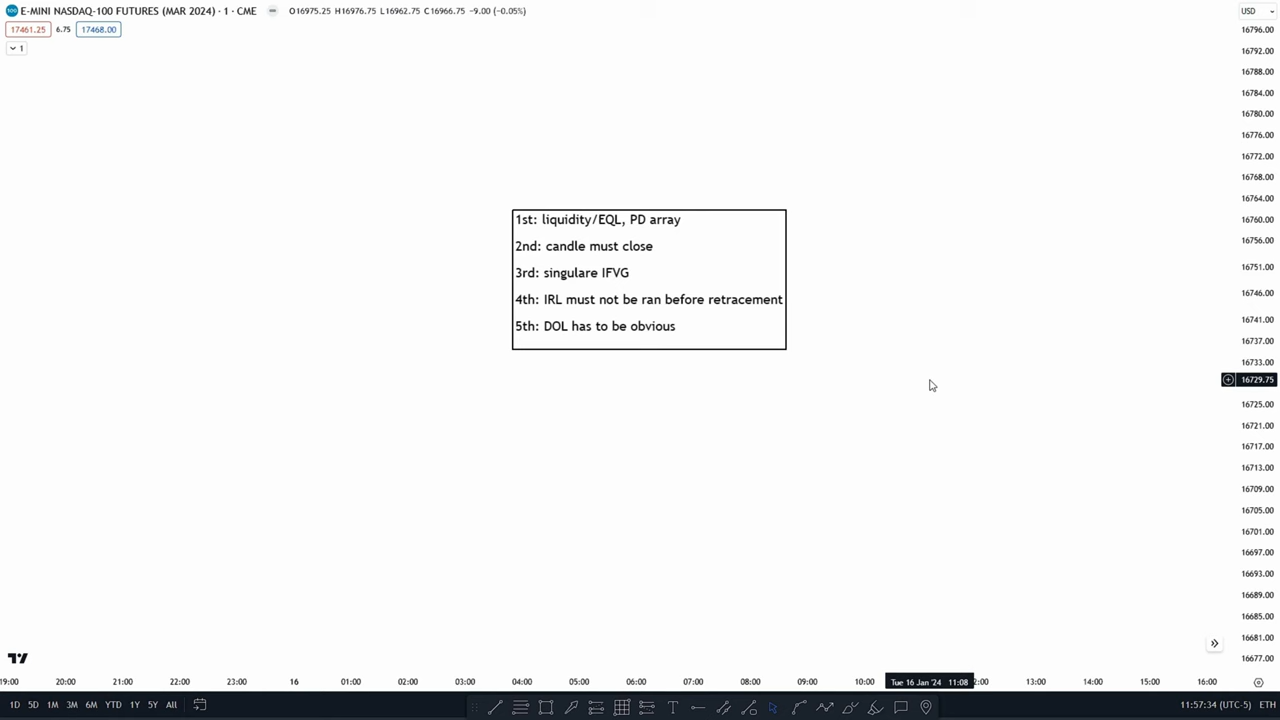 E-MINI NASDAQ-100 FUTURES (MAR 2024) · 1 · CME
O16975.25 H16976.75 L16962.75 C16966.75 -9.00 (-0.05%)
USD
17461.25 6.75 17468.00
1
16796.00
16792.00
16788.00
16784.00
16780.00
16776.00
16772.00
16768.00
16764.00
16760.00
16756.00
16751.00
16746.00
16741.00
16737.00
16733.00
16729.75
16725.00
16721.00
16717.00
16713.00
16709.00
16705.00
16701.00
16697.00
16693.00
16689.00
16685.00
16681.00
16677.00
1st: liquidity/EQL, PD array
2nd: candle must close
3rd: singulare IFVG
4th: IRL must not be ran before retracement
5th: DOL has to be obvious
19:00 20:00 21:00 22:00 23:00 16 01:00 02:00 03:00 04:00 05:00 06:00 07:00 08:00 09:00 10:00 Tue 16 Jan '24 11:08 2:00 13:00 14:00 15:00 16:00
1D 5D 1M 3M 6M YTD 1Y 5Y All
11:57:34 (UTC-5) ETH